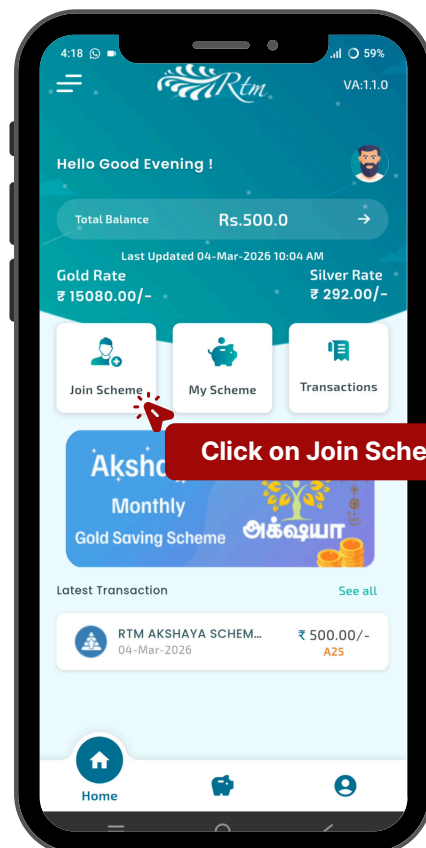 4:18 59%
Rtm
VA:1.1.0
Hello Good Evening !
Total Balance Rs.500.0
Last Updated 04-Mar-2026 10:04 AM
Gold Rate Silver Rate
₹ 15080.00/- ₹ 292.00/-
Join Scheme My Scheme Transactions
Click on Join Sche
Aksha
Monthly
Gold Saving Scheme
அக்ஷயா
Latest Transaction See all
RTM AKSHAYA SCHEM... ₹ 500.00/-
04-Mar-2026 A25
Home